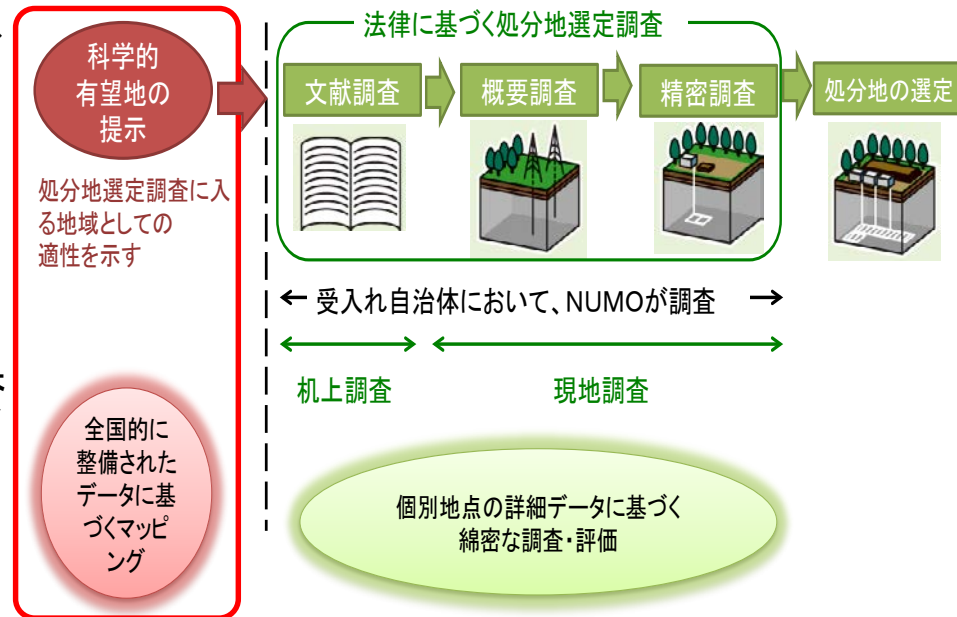 科学的
有望地の
提示
処分地選定調査に入
る地域としての
適性を示す
全国的に
整備された
データに基
づくマッピ
ング
法律に基づく処分地選定調査
文献調査
概要調査
精密調査
処分地の選定
← 受入れ自治体において、NUMOが調査 →
机上調査
現地調査
個別地点の詳細データに基づく
綿密な調査・評価